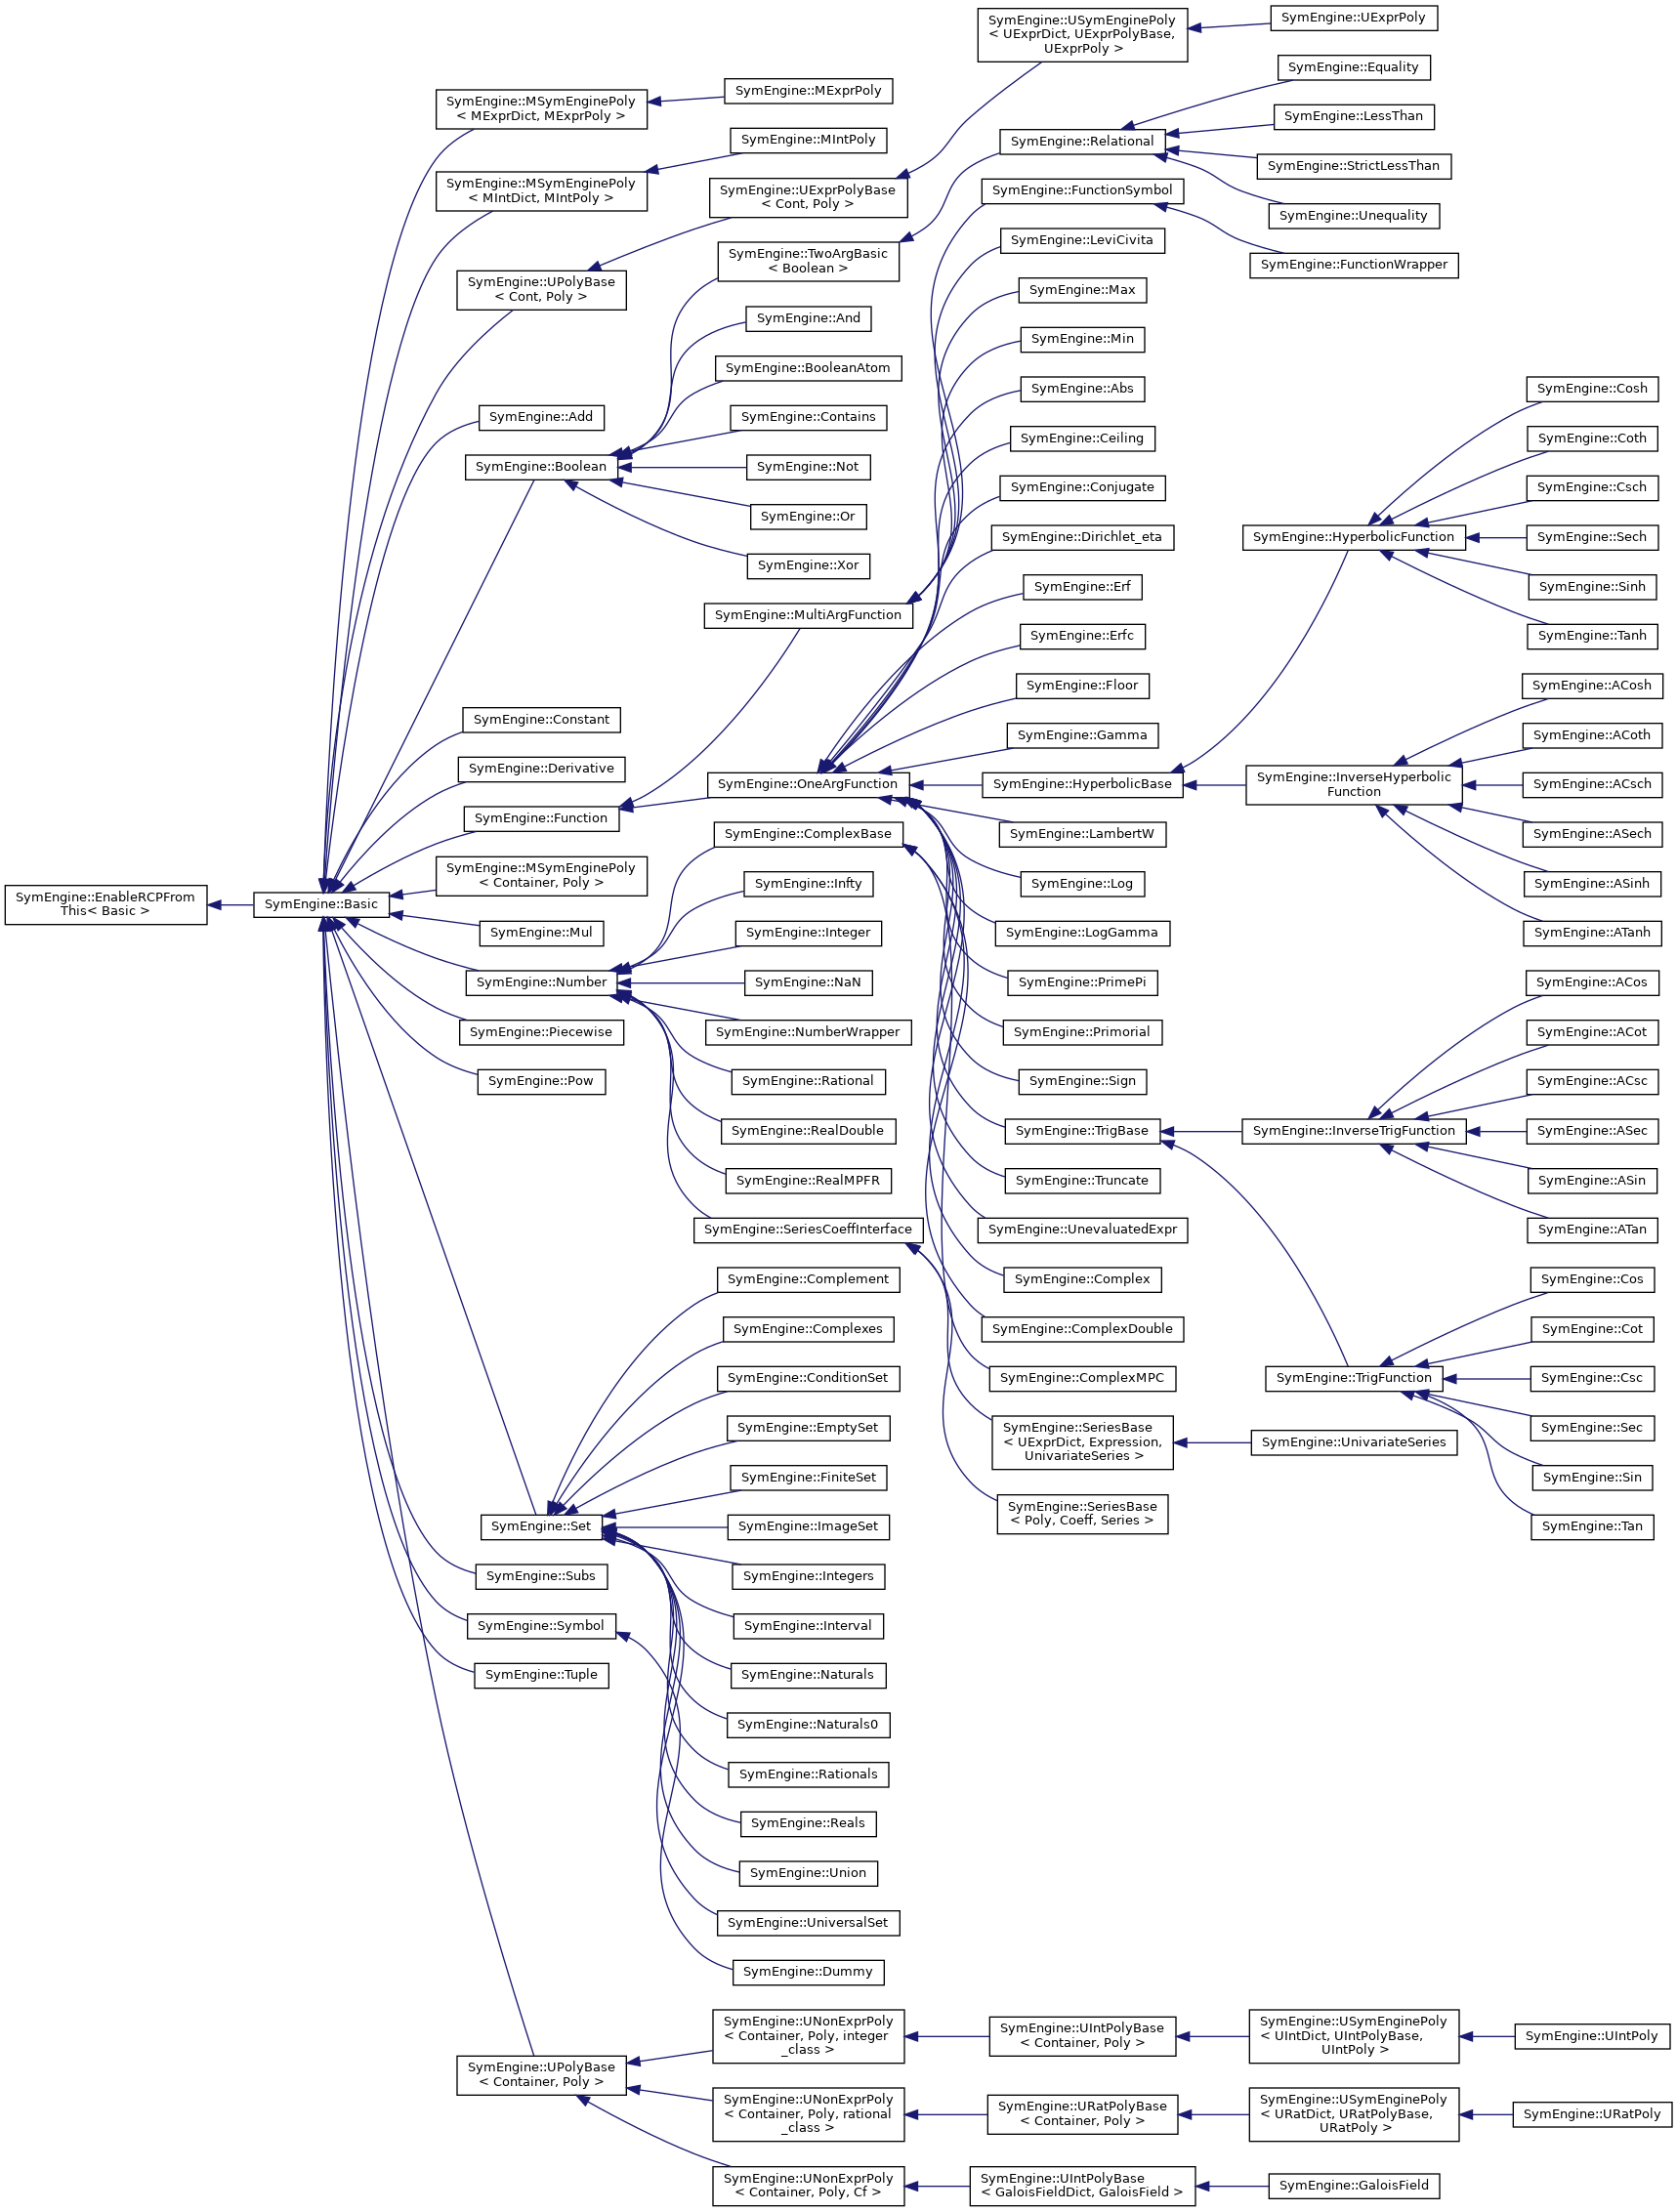 SymEngine::EnableRCPFrom
This< Basic >
SymEngine::Basic
SymEngine::MSymEnginePoly
< MExprDict, MExprPoly >
SymEngine::MSymEnginePoly
< MIntDict, MIntPoly >
SymEngine::UPolyBase
< Cont, Poly >
SymEngine::Add
SymEngine::Boolean
SymEngine::Constant
SymEngine::Derivative
SymEngine::Function
SymEngine::MSymEnginePoly
< Container, Poly >
SymEngine::Mul
SymEngine::Number
SymEngine::Piecewise
SymEngine::Pow
SymEngine::Set
SymEngine::Subs
SymEngine::Symbol
SymEngine::Tuple
SymEngine::UPolyBase
< Container, Poly >
SymEngine::MExprPoly
SymEngine::MIntPoly
SymEngine::UExprPolyBase
< Cont, Poly >
SymEngine::TwoArgBasic
< Boolean >
SymEngine::And
SymEngine::BooleanAtom
SymEngine::Contains
SymEngine::Not
SymEngine::Or
SymEngine::Xor
SymEngine::MultiArgFunction
SymEngine::OneArgFunction
SymEngine::ComplexBase
SymEngine::Infty
SymEngine::Integer
SymEngine::NaN
SymEngine::NumberWrapper
SymEngine::Rational
SymEngine::RealDouble
SymEngine::RealMPFR
SymEngine::SeriesCoeffInterface
SymEngine::Complement
SymEngine::Complexes
SymEngine::ConditionSet
SymEngine::EmptySet
SymEngine::FiniteSet
SymEngine::ImageSet
SymEngine::Integers
SymEngine::Interval
SymEngine::Naturals
SymEngine::Naturals0
SymEngine::Rationals
SymEngine::Reals
SymEngine::Union
SymEngine::UniversalSet
SymEngine::Dummy
SymEngine::UNonExprPoly
< Container, Poly, integer
_class >
SymEngine::UNonExprPoly
< Container, Poly, rational
_class >
SymEngine::UNonExprPoly
< Container, Poly, Cf >
SymEngine::USymEnginePoly
< UExprDict, UExprPolyBase,
UExprPoly >
SymEngine::Relational
SymEngine::FunctionSymbol
SymEngine::LeviCivita
SymEngine::Max
SymEngine::Min
SymEngine::Abs
SymEngine::Ceiling
SymEngine::Conjugate
SymEngine::Dirichlet_eta
SymEngine::Erf
SymEngine::Erfc
SymEngine::Floor
SymEngine::Gamma
SymEngine::HyperbolicBase
SymEngine::LambertW
SymEngine::Log
SymEngine::LogGamma
SymEngine::PrimePi
SymEngine::Primorial
SymEngine::Sign
SymEngine::TrigBase
SymEngine::Truncate
SymEngine::UnevaluatedExpr
SymEngine::Complex
SymEngine::ComplexDouble
SymEngine::ComplexMPC
SymEngine::SeriesBase
< UExprDict, Expression,
UnivariateSeries >
SymEngine::SeriesBase
< Poly, Coeff, Series >
SymEngine::UIntPolyBase
< Container, Poly >
SymEngine::URatPolyBase
< Container, Poly >
SymEngine::UIntPolyBase
< GaloisFieldDict, GaloisField >
SymEngine::UExprPoly
SymEngine::Equality
SymEngine::LessThan
SymEngine::StrictLessThan
SymEngine::Unequality
SymEngine::FunctionWrapper
SymEngine::HyperbolicFunction
SymEngine::InverseHyperbolic
Function
SymEngine::InverseTrigFunction
SymEngine::TrigFunction
SymEngine::UnivariateSeries
SymEngine::USymEnginePoly
< UIntDict, UIntPolyBase,
UIntPoly >
SymEngine::USymEnginePoly
< URatDict, URatPolyBase,
URatPoly >
SymEngine::GaloisField
SymEngine::Cosh
SymEngine::Coth
SymEngine::Csch
SymEngine::Sech
SymEngine::Sinh
SymEngine::Tanh
SymEngine::ACosh
SymEngine::ACoth
SymEngine::ACsch
SymEngine::ASech
SymEngine::ASinh
SymEngine::ATanh
SymEngine::ACos
SymEngine::ACot
SymEngine::ACsc
SymEngine::ASec
SymEngine::ASin
SymEngine::ATan
SymEngine::Cos
SymEngine::Cot
SymEngine::Csc
SymEngine::Sec
SymEngine::Sin
SymEngine::Tan
SymEngine::UIntPoly
SymEngine::URatPoly